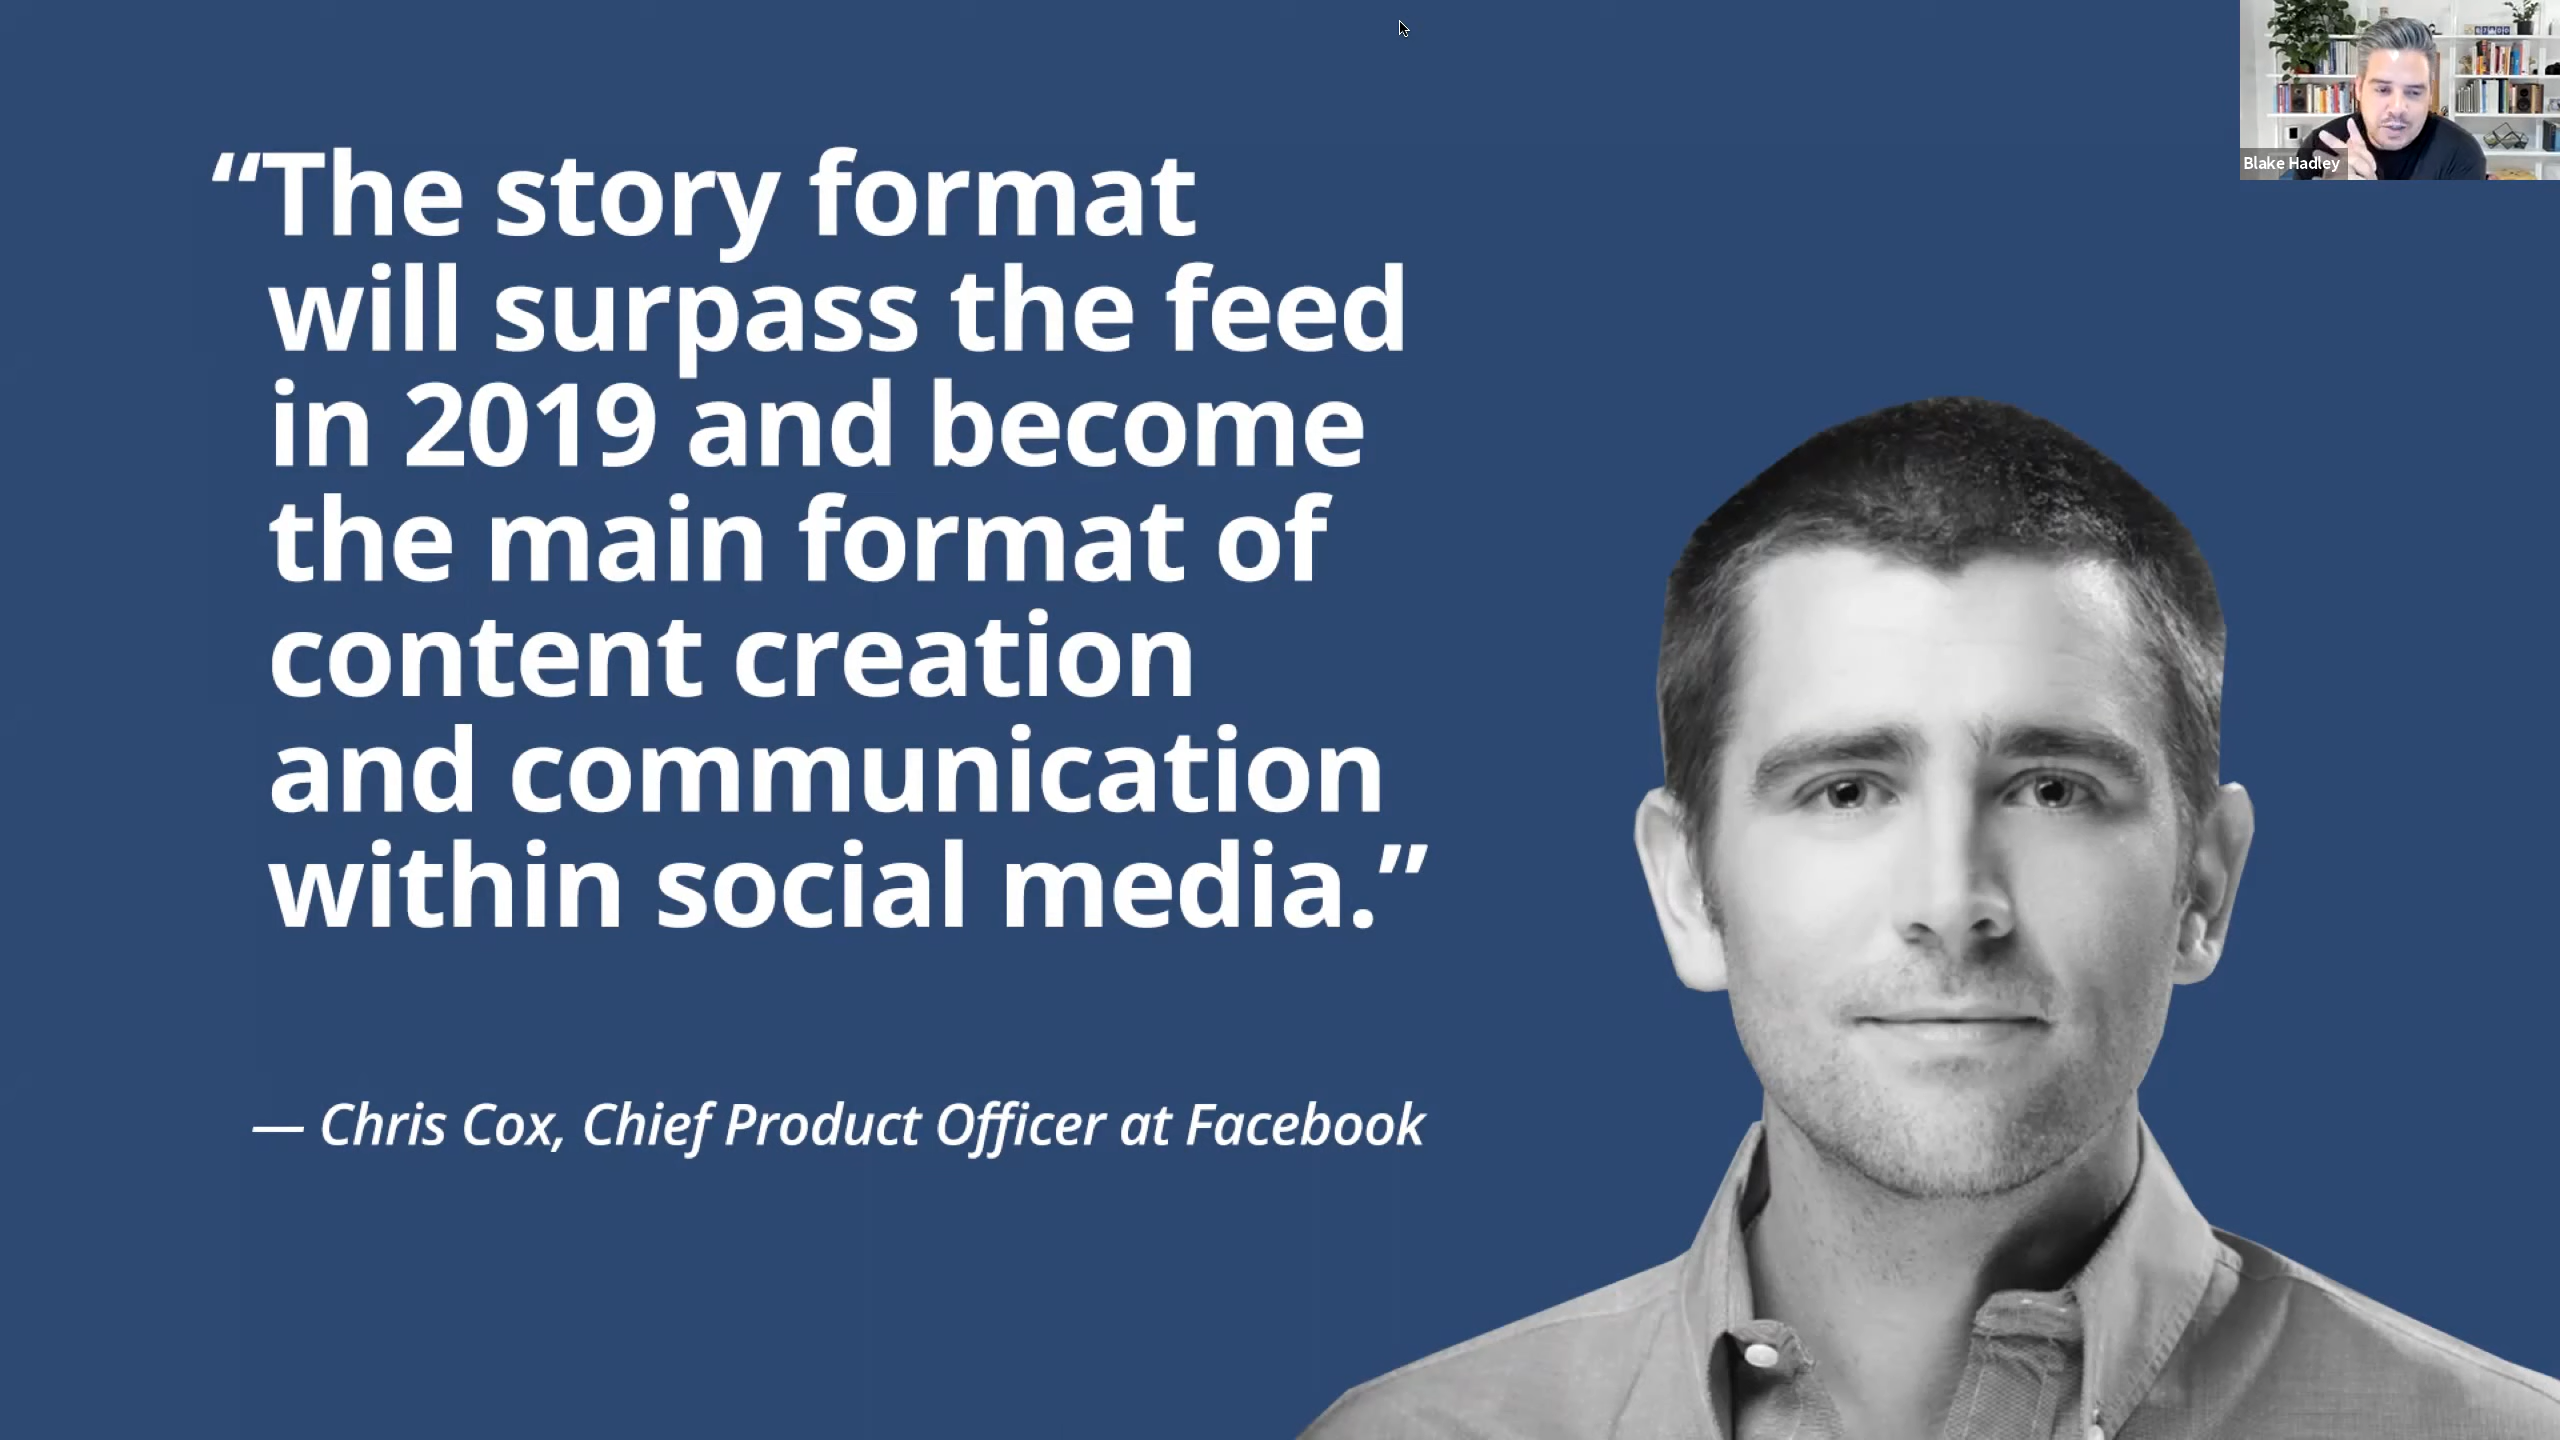 “The story format
will surpass the feed
in 2019 and become
the main format of
content creation
and communication
within social media.”
— Chris Cox, Chief Product Officer at Facebook
Blake Hadley